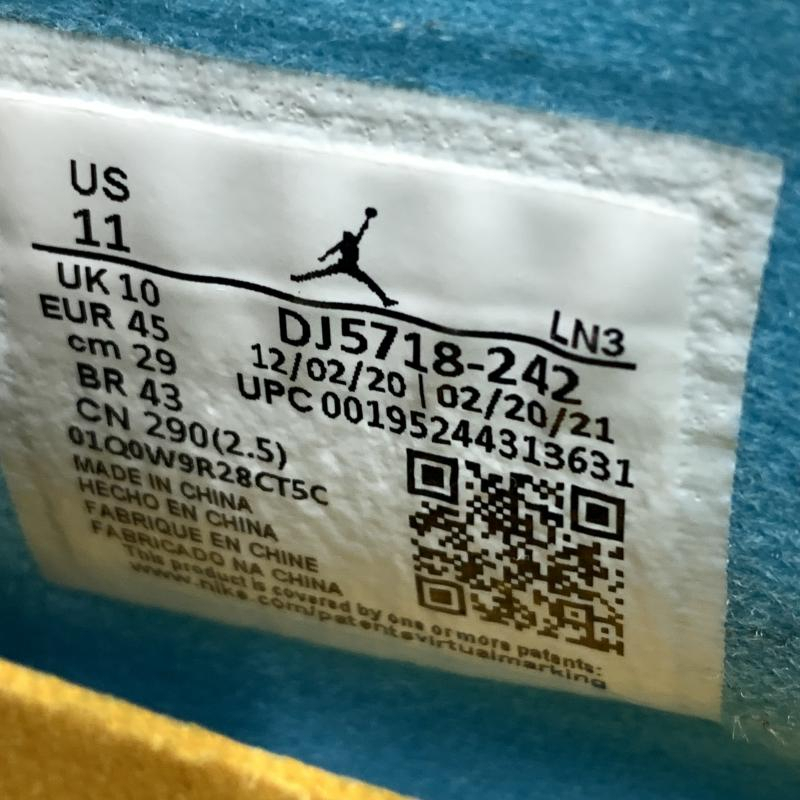 US
11
UK 10
EUR 45
cm 29
BR 43
CN 290(2.5)
01Q0W9R28CT5C
MADE IN CHINA
HECHO EN CHINA
FABRIQUE EN CHINE
FABRICADO NA CHINA
LN3
DJ5718-242
12/02/20 | 02/20/21
UPC 00195244313631
This product is covered by one or more patents:
www.nike.com/patentsvirtualmarking